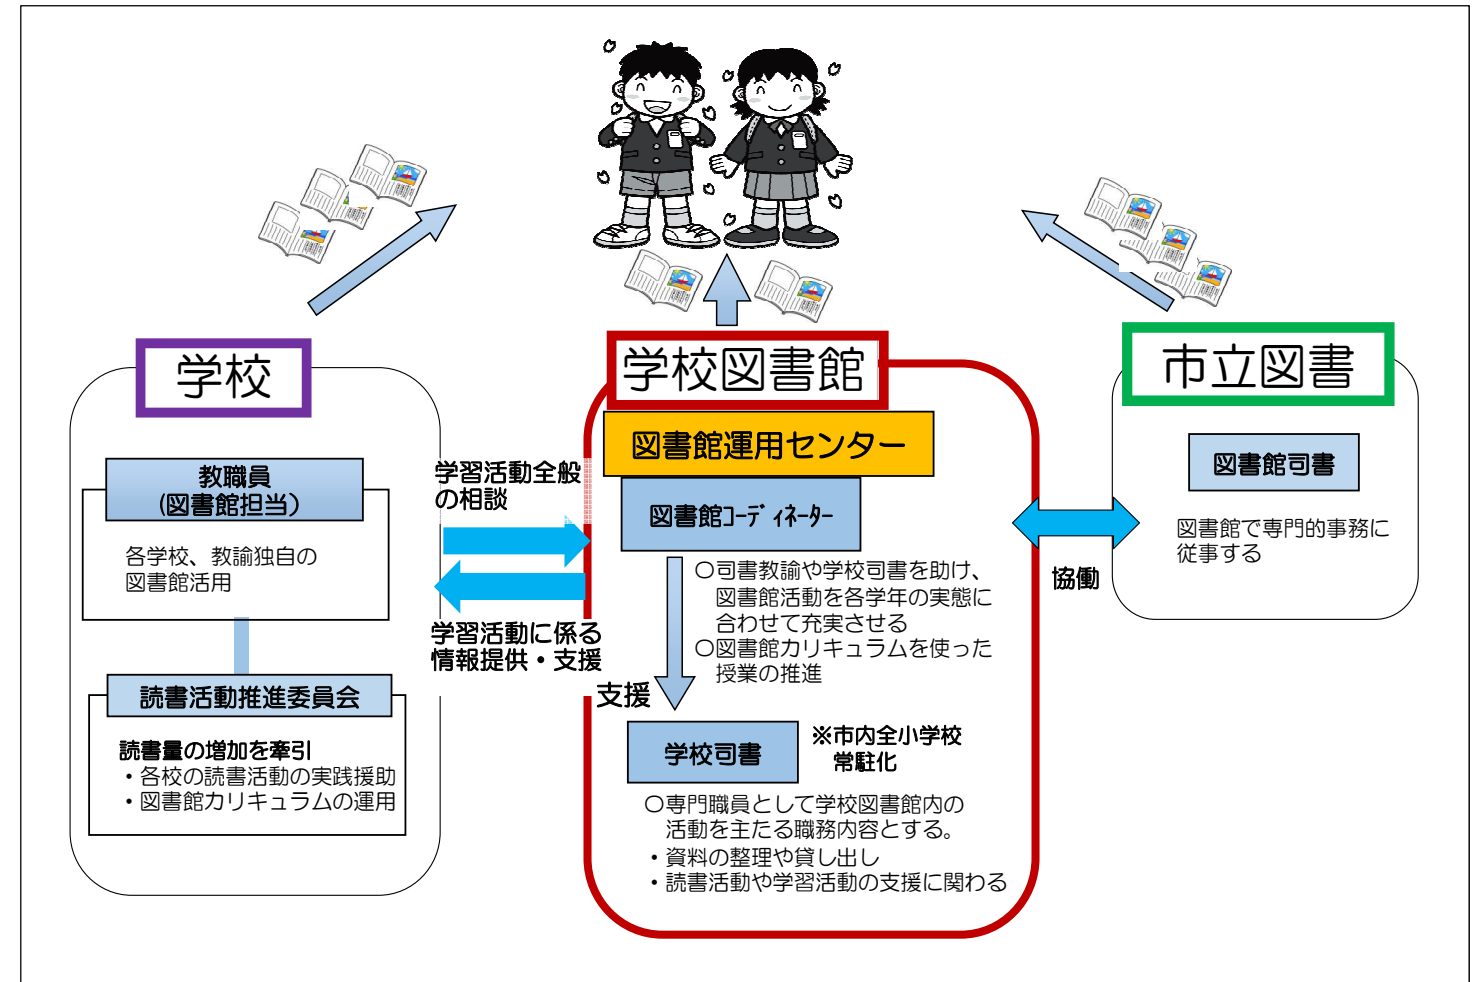 学校
教職員
(図書館担当)
各学校、教諭独自の
図書館活用
読書活動推進委員会
読書量の増加を牽引
・各校の読書活動の実践援助
・図書館カリキュラムの運用
学習活動全般
の相談
学習活動に係る
情報提供・支援
学校図書館
図書館運用センター
図書館ｺｰﾃﾞｨﾈｰﾀｰ
〇司書教諭や学校司書を助け、
図書館活動を各学年の実態に
合わせて充実させる
〇図書館カリキュラムを使った
授業の推進
支援
学校司書
※市内全小学校
常駐化
〇専門職員として学校図書館内の
活動を主たる職務内容とする。
・資料の整理や貸し出し
・読書活動や学習活動の支援に関わる
協働
市立図書
図書館司書
図書館で専門的事務に
従事する